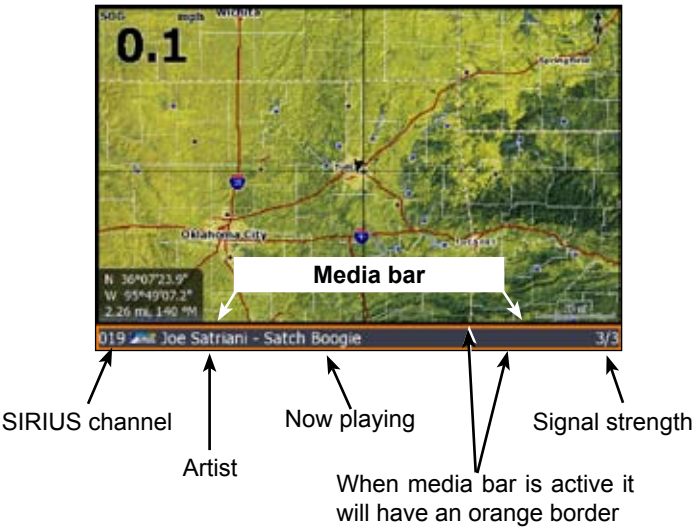 SOG mph
0.1
Wichita
Springfield
Oklahoma City
Media bar
N 36°07'23.9"
W 95°49'07.2"
2.26 mi, 140 °M
20 mi
019 Joe Satriani - Satch Boogie 3/3
SIRIUS channel
Now playing
Signal strength
Artist
When media bar is active it
will have an orange border